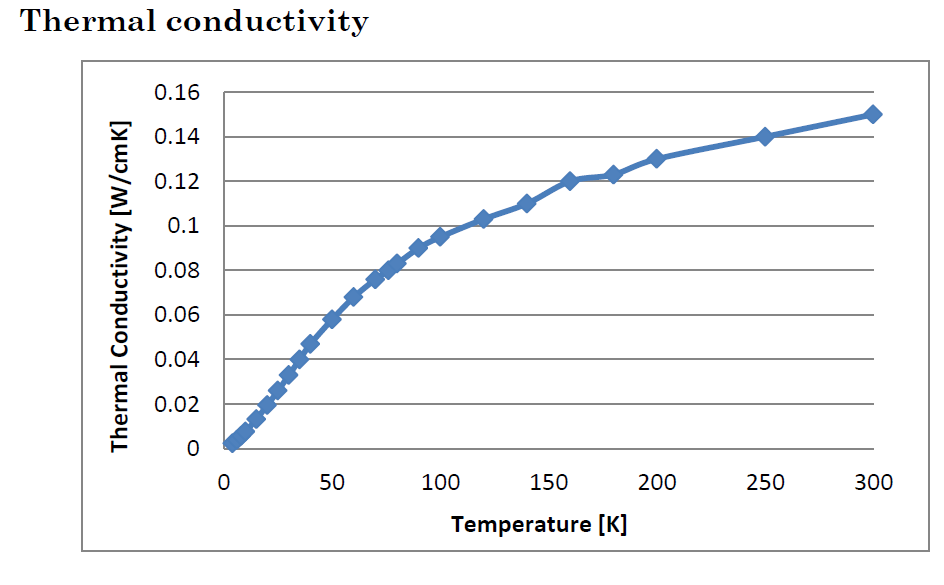 Thermal conductivity
0.16
0.14
0.12
0.1
0.08
0.06
0.04
0.02
0
Thermal Conductivity [W/cmK]
0 50 100 150 200 250 300
Temperature [K]